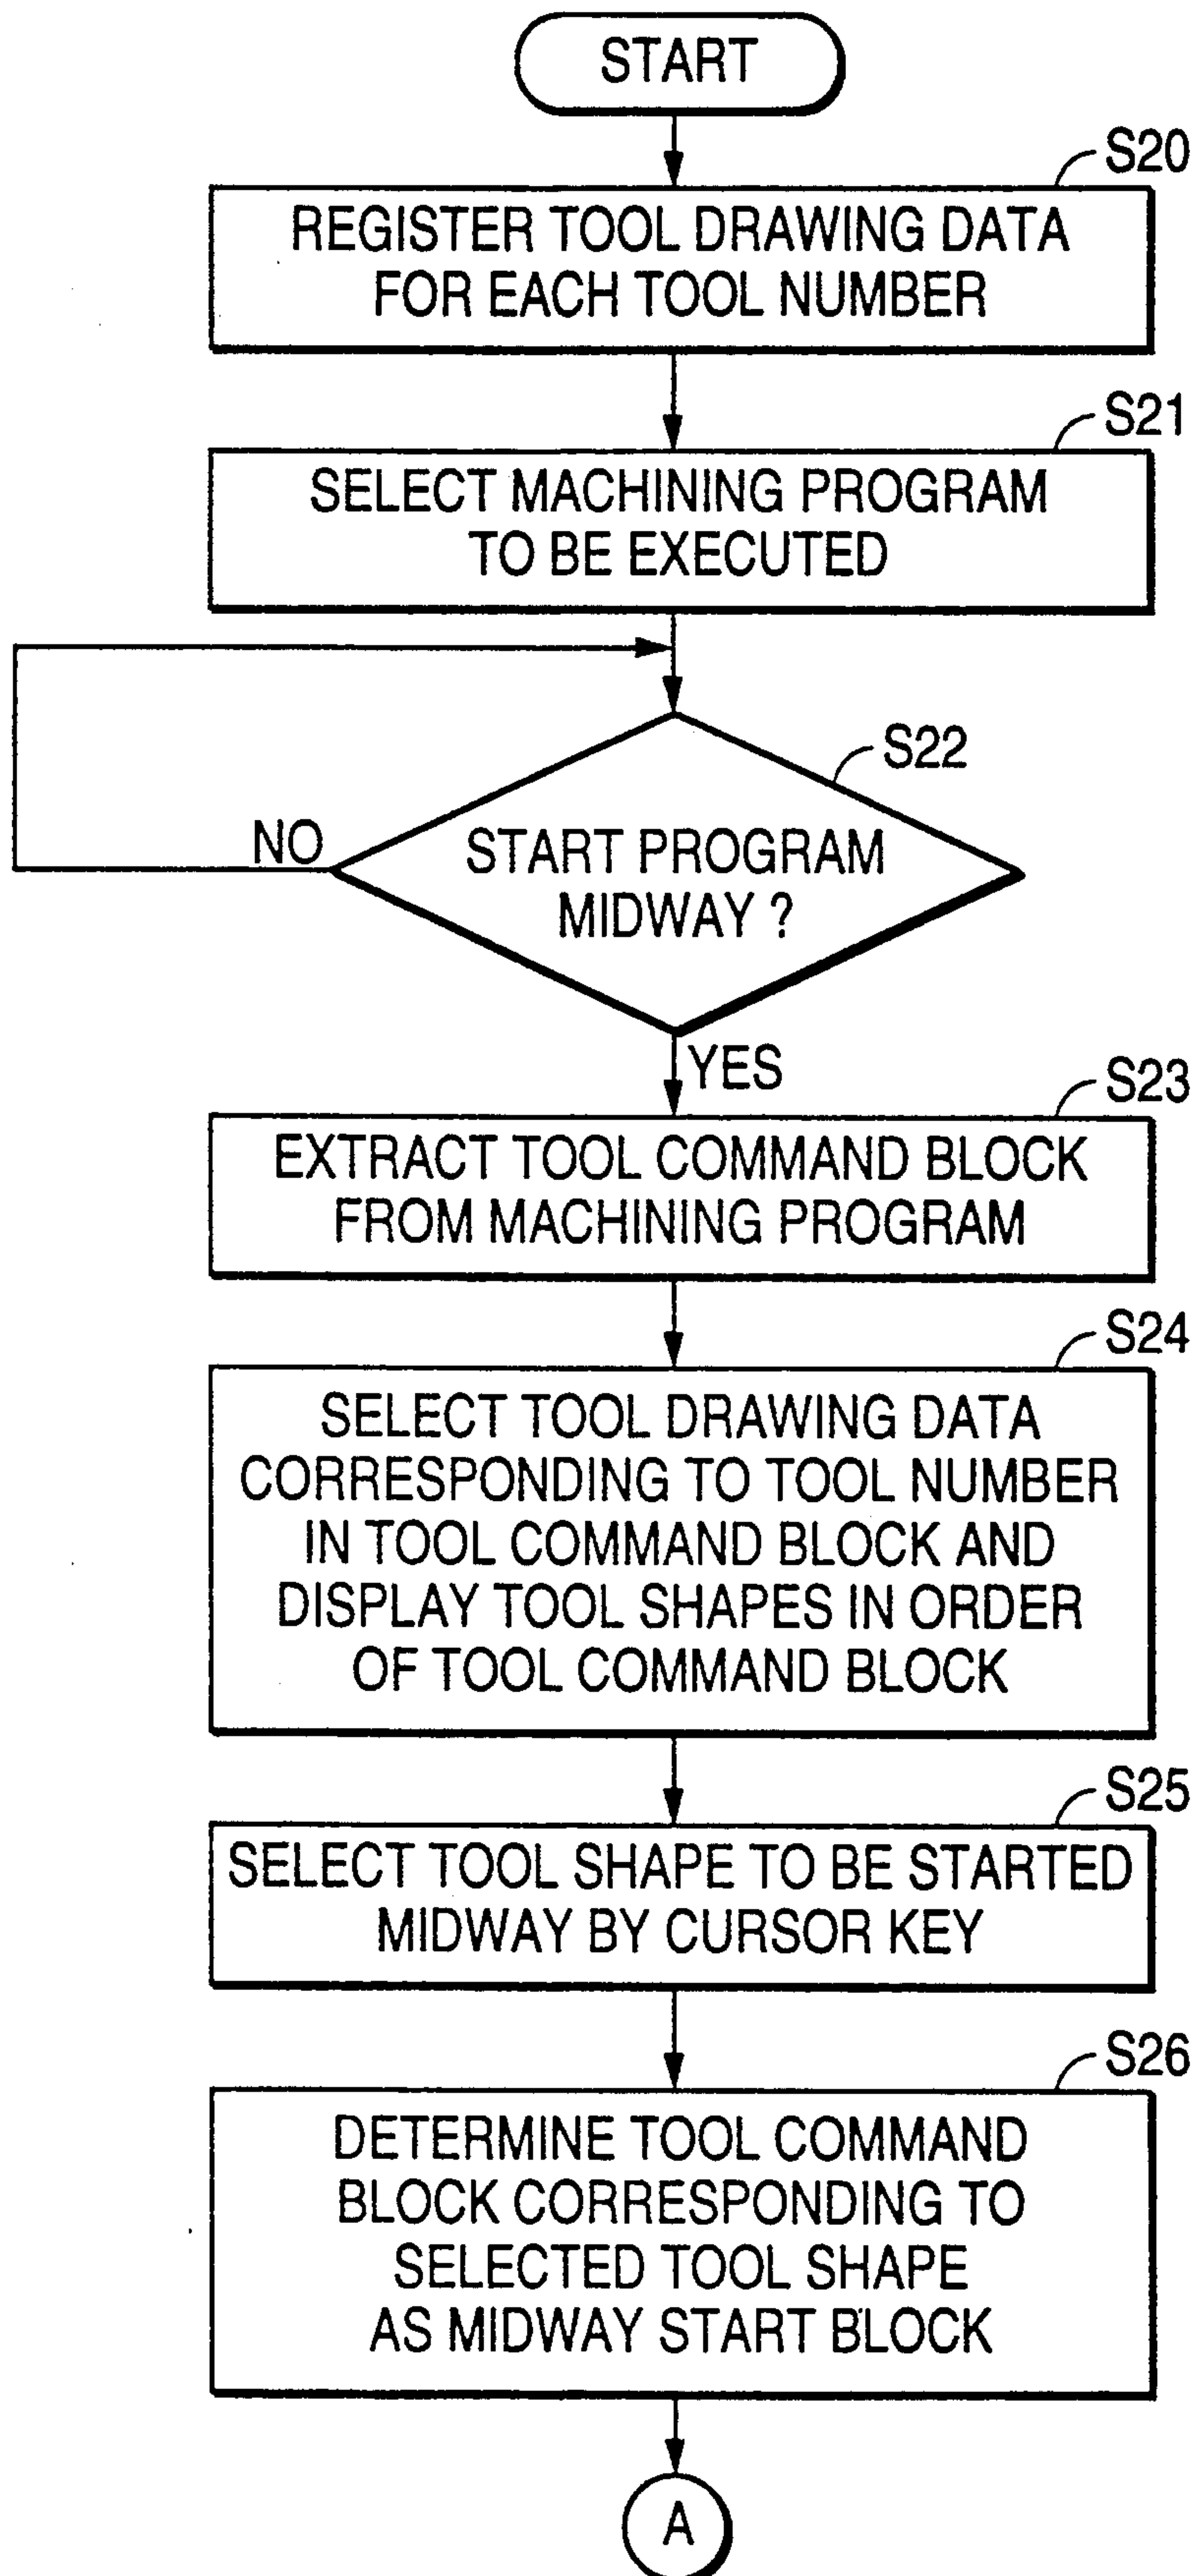 START
S20
REGISTER TOOL DRAWING DATA
FOR EACH TOOL NUMBER
S21
SELECT MACHINING PROGRAM
TO BE EXECUTED
S22
NO
START PROGRAM
MIDWAY ?
YES
S23
EXTRACT TOOL COMMAND BLOCK
FROM MACHINING PROGRAM
S24
SELECT TOOL DRAWING DATA
CORRESPONDING TO TOOL NUMBER
IN TOOL COMMAND BLOCK AND
DISPLAY TOOL SHAPES IN ORDER
OF TOOL COMMAND BLOCK
S25
SELECT TOOL SHAPE TO BE STARTED
MIDWAY BY CURSOR KEY
S26
DETERMINE TOOL COMMAND
BLOCK CORRESPONDING TO
SELECTED TOOL SHAPE
AS MIDWAY START BLOCK
A